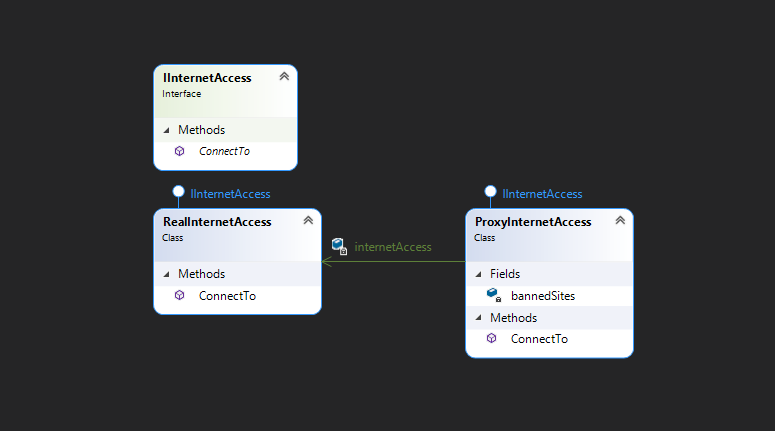 IInternetAccess
Interface
Methods
ConnectTo
IInternetAccess
RealInternetAccess
Class
Methods
ConnectTo
internetAccess
IInternetAccess
ProxyInternetAccess
Class
Fields
bannedSites
Methods
ConnectTo